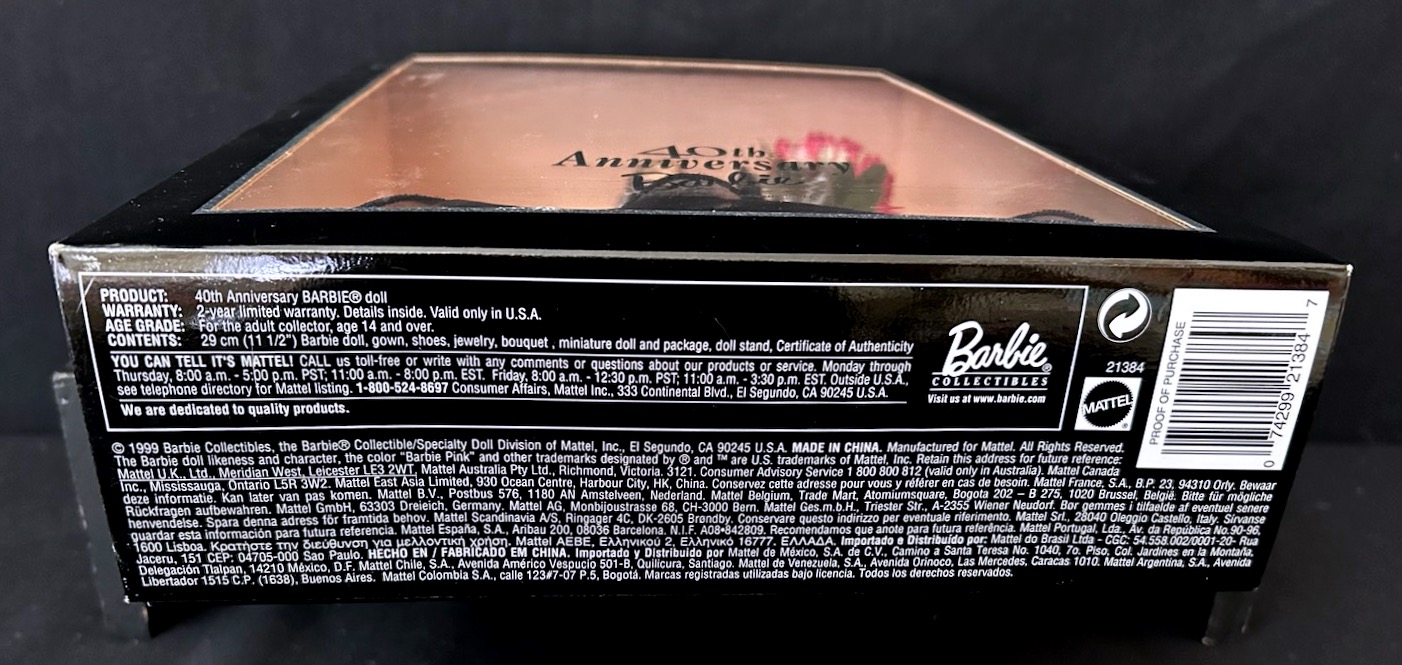 40th
Anniversary
Barbie
PRODUCT: 40th Anniversary BARBIE® doll
WARRANTY: 2-year limited warranty. Details inside. Valid only in U.S.A.
AGE GRADE: For the adult collector, age 14 and over.
CONTENTS: 29 cm (11 1/2") Barbie doll, gown, shoes, jewelry, bouquet , miniature doll and package, doll stand, Certificate of Authenticity
YOU CAN TELL IT'S MATTEL! CALL us toll-free or write with any comments or questions about our products or service. Monday through
Thursday, 8:00 a.m. - 5:00 p.m. PST; 11:00 a.m. - 8:00 p.m. EST. Friday, 8:00 a.m. - 12:30 p.m. PST; 11:00 a.m. - 3:30 p.m. EST. Outside U.S.A.,
see telephone directory for Mattel listing. 1-800-524-8697 Consumer Affairs, Mattel Inc., 333 Continental Blvd., El Segundo, CA 90245 U.S.A.
We are dedicated to quality products.
Barbie®
COLLECTIBLES
Visit us at www.barbie.com
21384
MATTEL®
PROOF OF PURCHASE
0 74299 21384 7
© 1999 Barbie Collectibles, the Barbie® Collectible/Specialty Doll Division of Mattel, Inc., El Segundo, CA 90245 U.S.A. MADE IN CHINA. Manufactured for Mattel. All Rights Reserved.
The Barbie doll likeness and character, the color "Barbie Pink" and other trademarks designated by ® and ™ are U.S. trademarks of Mattel, Inc. Retain this address for future reference:
Mattel U.K., Ltd., Meridian West, Leicester LE3 2WT, Mattel Australia Pty Ltd., Richmond, Victoria. 3121. Consumer Advisory Service 1 800 800 812 (valid only in Australia). Mattel Canada
Inc., Mississauga, Ontario L5R 3W2. Mattel East Asia Limited, 930 Ocean Centre, Harbour City, HK, China. Conservez cette adresse pour vous y référer en cas de besoin. Mattel France, S.A., B.P. 23, 94310 Orly. Bewaar
deze informatie. Kan later van pas komen. Mattel B.V., Postbus 576, 1180 AN Amstelveen, Nederland. Mattel Belgium, Trade Mart, Atomiumsquare, Bogota 202 – B 275, 1020 Brussel, België. Bitte für mögliche
Rückfragen aufbewahren. Mattel GmbH, 63303 Dreieich, Germany. Mattel AG, Monbijoustrasse 68, CH-3000 Bern. Mattel Ges.m.b.H., Triester Str., A-2355 Wiener Neudorf. Bor gemmes i tilfaelde af eventuel senere
henvendelse. Spara denna adress för framtida behov. Mattel Scandinavia A/S, Ringager 4C, DK-2605 Brøndby. Conservare questo indirizzo per eventuale riferimento. Mattel Srl., 28040 Oleggio Castello, Italy. Sírvanse
guardar esta información para futura referencia. Mattel España, S.A., Aribau 200, 08036 Barcelona. N.I.F. A08•842809. Recomendamos que anote para futura referência. Mattel Portugal, Ltd., Av. da República No.90-96,
1600 Lisboa. Κρατήστε την διεύθυνση για μελλοντική χρήση. Mattel AEBE, Ελληνικού 2, Ελληνικό 16777, ΕΛΛΑΔΑ. Importado e Distribuído por: Mattel do Brasil Ltda - CGC: 54.558.002/0001-20- Rua
Jaceru, 151 CEP: 04705-000 Sao Paulo. HECHO EN / FABRICADO EM CHINA. Importado y Distribuido por Mattel de México, S.A. de C.V., Camino a Santa Teresa No. 1040, 7o. Piso, Col. Jardines en la Montaña,
Delegación Tlalpan, 14210 México, D.F. Mattel Chile, S.A., Avenida Américo Vespucio 501-B, Quilicura, Santiago. Mattel de Venezuela, S.A., Avenida Orinoco, Las Mercedes, Caracas 1010. Mattel Argentina, S.A., Avenida
Libertador 1515 C.P. (1638), Buenos Aires. Mattel Colombia S.A., calle 123#7-07 P.5, Bogotá. Marcas registradas utilizadas bajo licencia. Todos los derechos reservados.